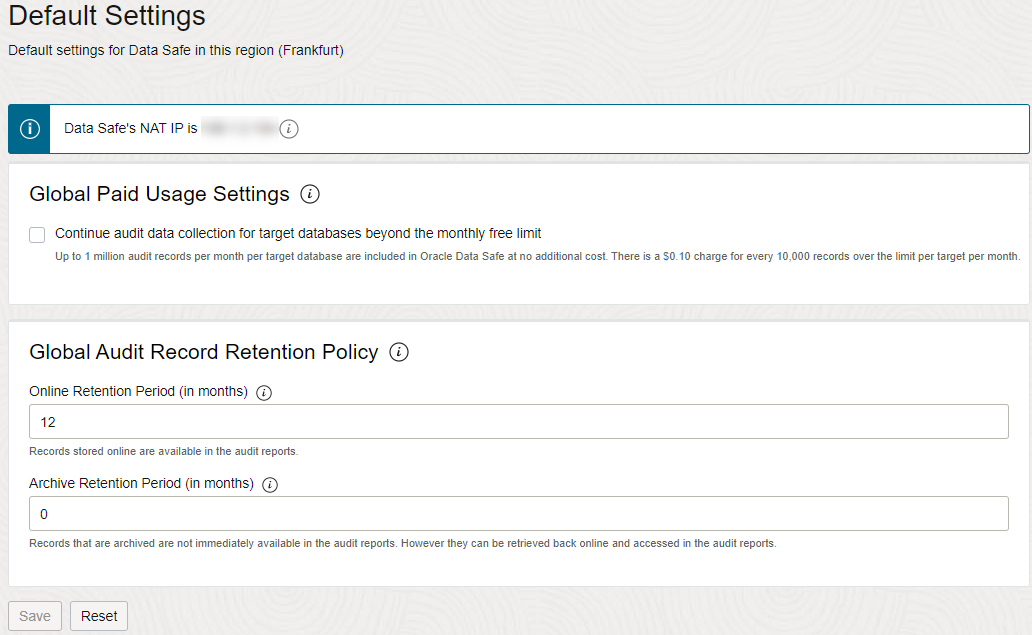 Default Settings
Default settings for Data Safe in this region (Frankfurt)
Data Safe's NAT IP is
Global Paid Usage Settings
Continue audit data collection for target databases beyond the monthly free limit
Up to 1 million audit records per month per target database are included in Oracle Data Safe at no additional cost. There is a $0.10 charge for every 10,000 records over the limit per target per month.
Global Audit Record Retention Policy
Online Retention Period (in months)
12
Records stored online are available in the audit reports.
Archive Retention Period (in months)
0
Records that are archived are not immediately available in the audit reports. However they can be retrieved back online and accessed in the audit reports.
Save Reset